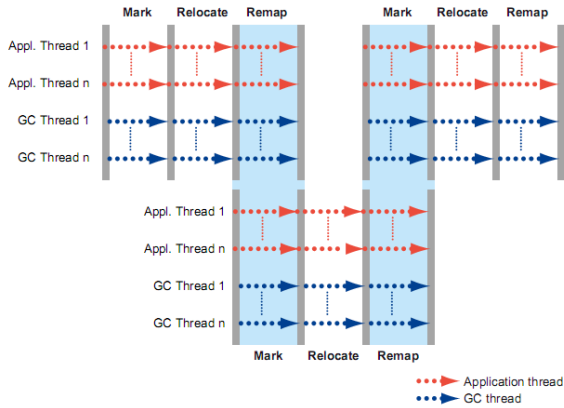 Mark Relocate Remap Mark Relocate Remap
Appl. Thread 1
Appl. Thread n
GC Thread 1
GC Thread n
Appl. Thread 1
Appl. Thread n
GC Thread 1
GC Thread n
Mark Relocate Remap
Application thread
GC thread